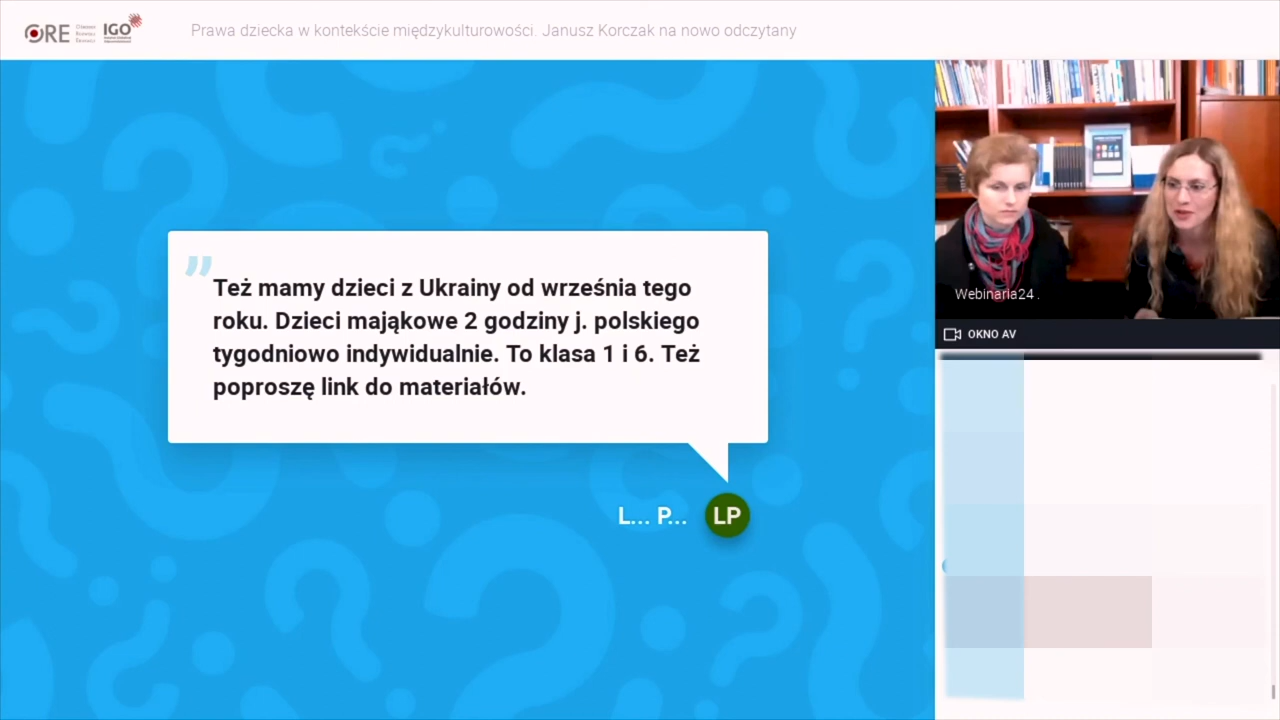 ORE
IGO
Prawa dziecka w kontekście międzykulturowości. Janusz Korczak na nowo odczytany
Też mamy dzieci z Ukrainy od września tego
roku. Dzieci mająkowe 2 godziny j. polskiego
tygodniowo indywidualnie. To klasa 1 i 6. Też
poproszę link do materiałów.
L... P...
LP
Webinaria24 .
OKNO AV